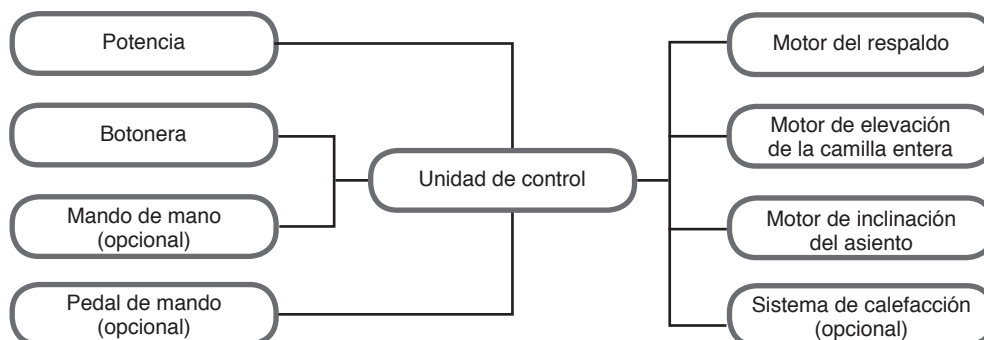 Potencia
Botonera
Mando de mano
(opcional)
Pedal de mando
(opcional)
Unidad de control
Motor del respaldo
Motor de elevación
de la camilla entera
Motor de inclinación
del asiento
Sistema de calefacción
(opcional)